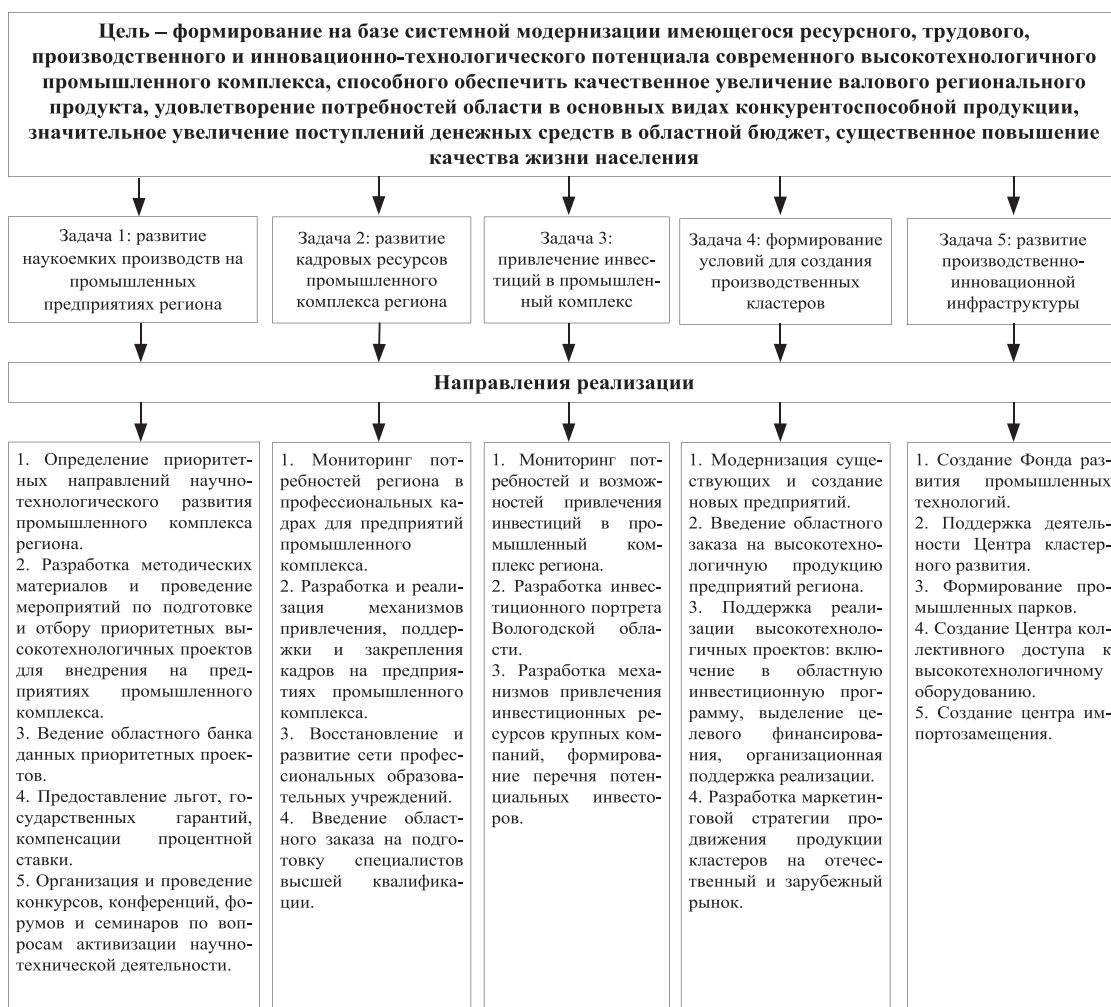 Цель – формирование на базе системной модернизации имеющегося ресурсного, трудового,
производственного и инновационно-технологического потенциала современного высокотехнологичного
промышленного комплекса, способного обеспечить качественное увеличение валового регионального
продукта, удовлетворение потребностей области в основных видах конкурентоспособной продукции,
значительное увеличение поступлений денежных средств в областной бюджет, существенное повышение
качества жизни населения
Задача 1: развитие
наукоемких производств на
промышленных
предприятиях региона
Задача 2: развитие
кадровых ресурсов
промышленного
комплекса региона
Задача 3:
привлечение инвес-
тиций в промышлен-
ный комплекс
Задача 4: формирование
условий для создания
производственных
кластеров
Задача 5: развитие
производственно-
инновационной
инфраструктуры
Направления реализации
1. Определение приоритет-
ных направлений научно-
технологического развития
промышленного комплекса
региона.
2. Разработка методических
материалов и проведение
мероприятий по подготовке
и отбору приоритетных вы-
сокотехнологичных проектов
для внедрения на пред-
приятиях промышленного
комплекса.
3. Ведение областного банка
данных приоритетных проек-
тов.
4. Предоставление льгот, го-
сударственных гарантий,
компенсации процентной
ставки.
5. Организация и проведение
конкурсов, конференций, фо-
румов и семинаров по воп-
росам активизации научно-
технической деятельности.
1. Мониторинг пот-
ребностей региона в
профессиональных кад-
рах для предприятий
промышленного
комплекса.
2. Разработка и реали-
зация механизмов
привлечения, поддер-
жки и закрепления
кадров на предприя-
тиях промышленного
комплекса.
3. Восстановление и
развитие сети профес-
сиональных образова-
тельных учреждений.
4. Введение област-
ного заказа на подго-
товку специалистов
высшей квалифика-
ции.
1. Мониторинг пот-
ребностей и возмож-
ностей привлечения
инвестиций в про-
мышленный ком-
плекс региона.
2. Разработка инвес-
тиционного портрета
Вологодской обла-
сти.
3. Разработка меха-
низмов привлечения
инвестиционных ре-
сурсов крупных ком-
паний, формирова-
ние перечня потен-
циальных инвесто-
ров.
1. Модернизация суще-
ствующих и создание
новых предприятий.
2. Введение областного
заказа на высокотехно-
логичную продукцию
предприятий региона.
3. Поддержка реали-
зации высокотехноло-
гичных проектов: вклю-
чение в областную
инвестиционную прог-
рамму, выделение це-
левого финансирова-
ния, организационная
поддержка реализации.
4. Разработка маркетин-
говой стратегии про-
движения продукции
кластеров на отечест-
венный и зарубежный
рынок.
1. Создание Фонда раз-
вития промышленных
технологий.
2. Поддержка деятель-
ности Центра кластер-
ного развития.
3. Формирование про-
мышленных парков.
4. Создание Центра кол-
лективного доступа к
высокотехнологичному
оборудованию.
5. Создание центра им-
портозамещения.